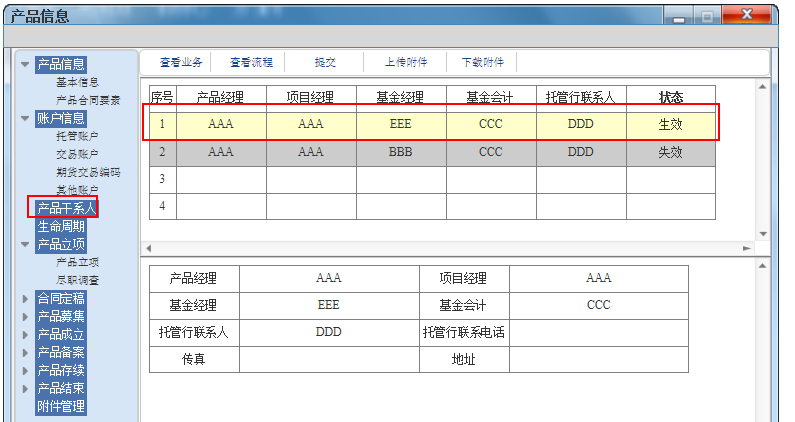 产品信息
查看业务 查看流程 提交 上传附件 下载附件
产品信息
基本信息
产品合同要素
账户信息
托管账户
交易账户
期货交易编码
其他账户
产品干系人
生命周期
产品立项
产品立项
尽职调查
合同定稿
产品募集
产品成立
产品备案
产品存续
产品结束
附件管理
序号 产品经理 项目经理 基金经理 基金会计 托管行联系人 状态
1 AAA AAA EEE CCC DDD 生效
2 AAA AAA BBB CCC DDD 失效
3
4
产品经理 AAA 项目经理 AAA
基金经理 EEE 基金会计 CCC
托管行联系人 DDD 托管行联系电话
传真 地址